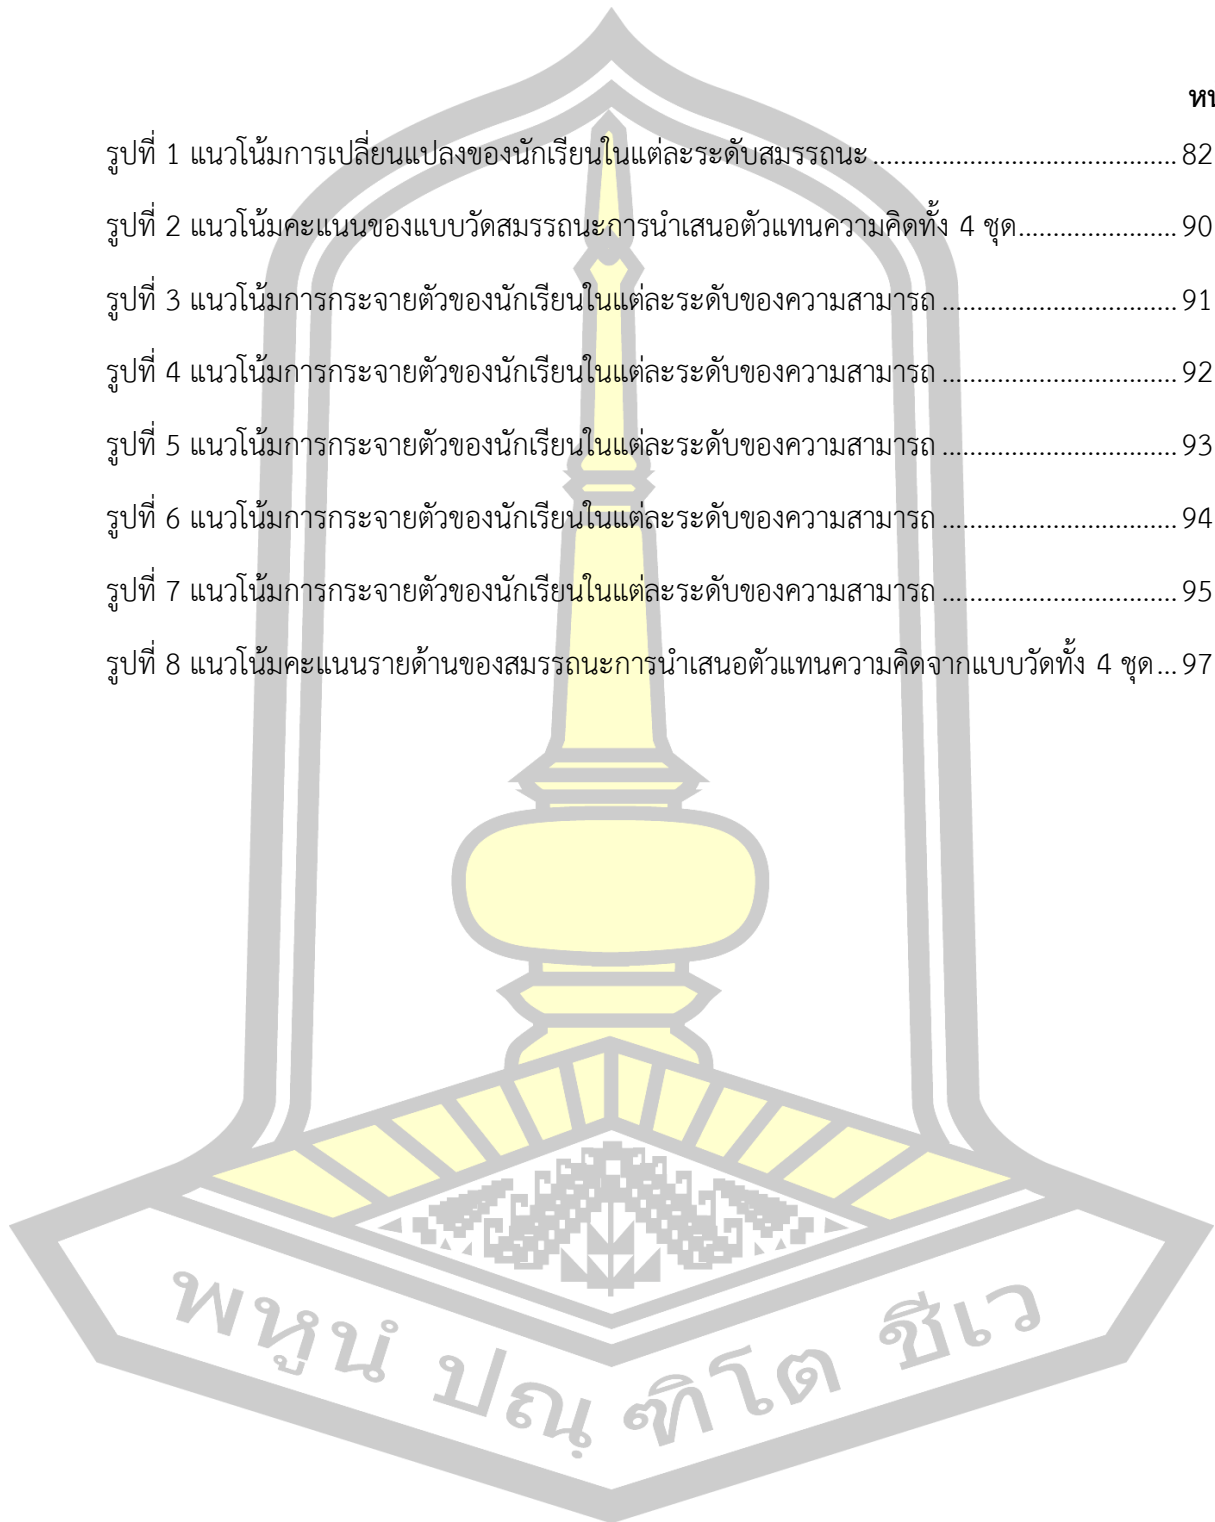 รูปที่ 1 แนวโน้มการเปลี่ยนแปลงของนักเรียนในแต่ละระดับสมรรถนะ 82
รูปที่ 2 แนวโน้มคะแนนของแบบวัดสมรรถนะการนำเสนอตัวแทนความคิดทั้ง 4 ชุด 90
รูปที่ 3 แนวโน้มการกระจายตัวของนักเรียนในแต่ละระดับของความสามารถ 91
รูปที่ 4 แนวโน้มการกระจายตัวของนักเรียนในแต่ละระดับของความสามารถ 92
รูปที่ 5 แนวโน้มการกระจายตัวของนักเรียนในแต่ละระดับของความสามารถ 93
รูปที่ 6 แนวโน้มการกระจายตัวของนักเรียนในแต่ละระดับของความสามารถ 94
รูปที่ 7 แนวโน้มการกระจายตัวของนักเรียนในแต่ละระดับของความสามารถ 95
รูปที่ 8 แนวโน้มคะแนนรายด้านของสมรรถนะการนำเสนอตัวแทนความคิดจากแบบวัดทั้ง 4 ชุด 97
พหูนํ ปณฺ ฑิโต ชีเว